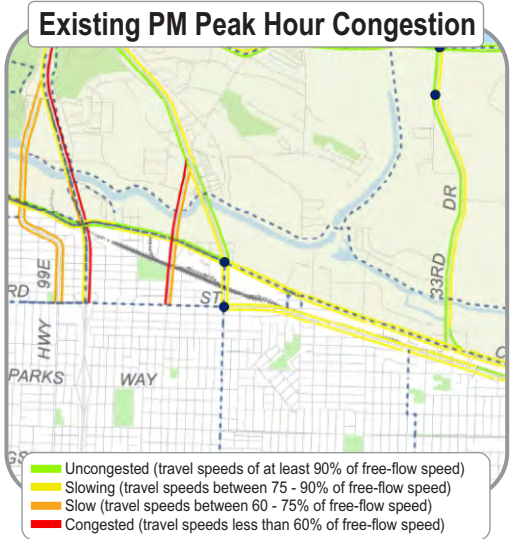 Existing PM Peak Hour Congestion
DR
33RD
99E
RD
ST
HWY
PARKS
WAY
Uncongested (travel speeds of at least 90% of free-flow speed)
Slowing (travel speeds between 75 - 90% of free-flow speed)
Slow (travel speeds between 60 - 75% of free-flow speed)
Congested (travel speeds less than 60% of free-flow speed)